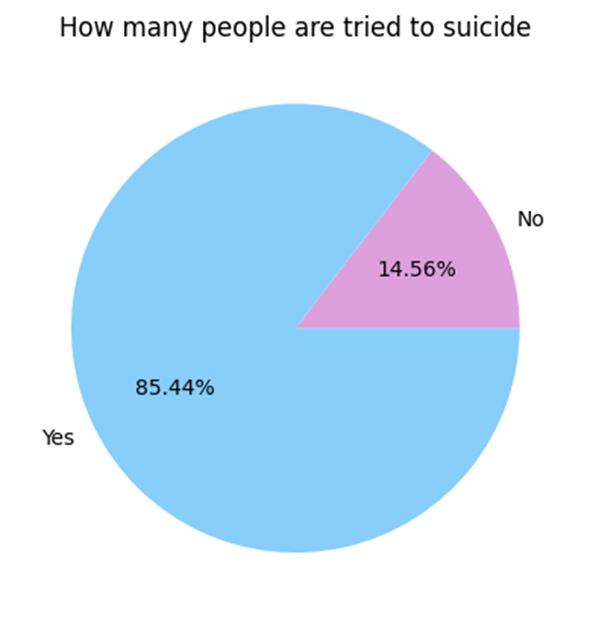 How many people are tried to suicide
No
14.56%
85.44%
Yes